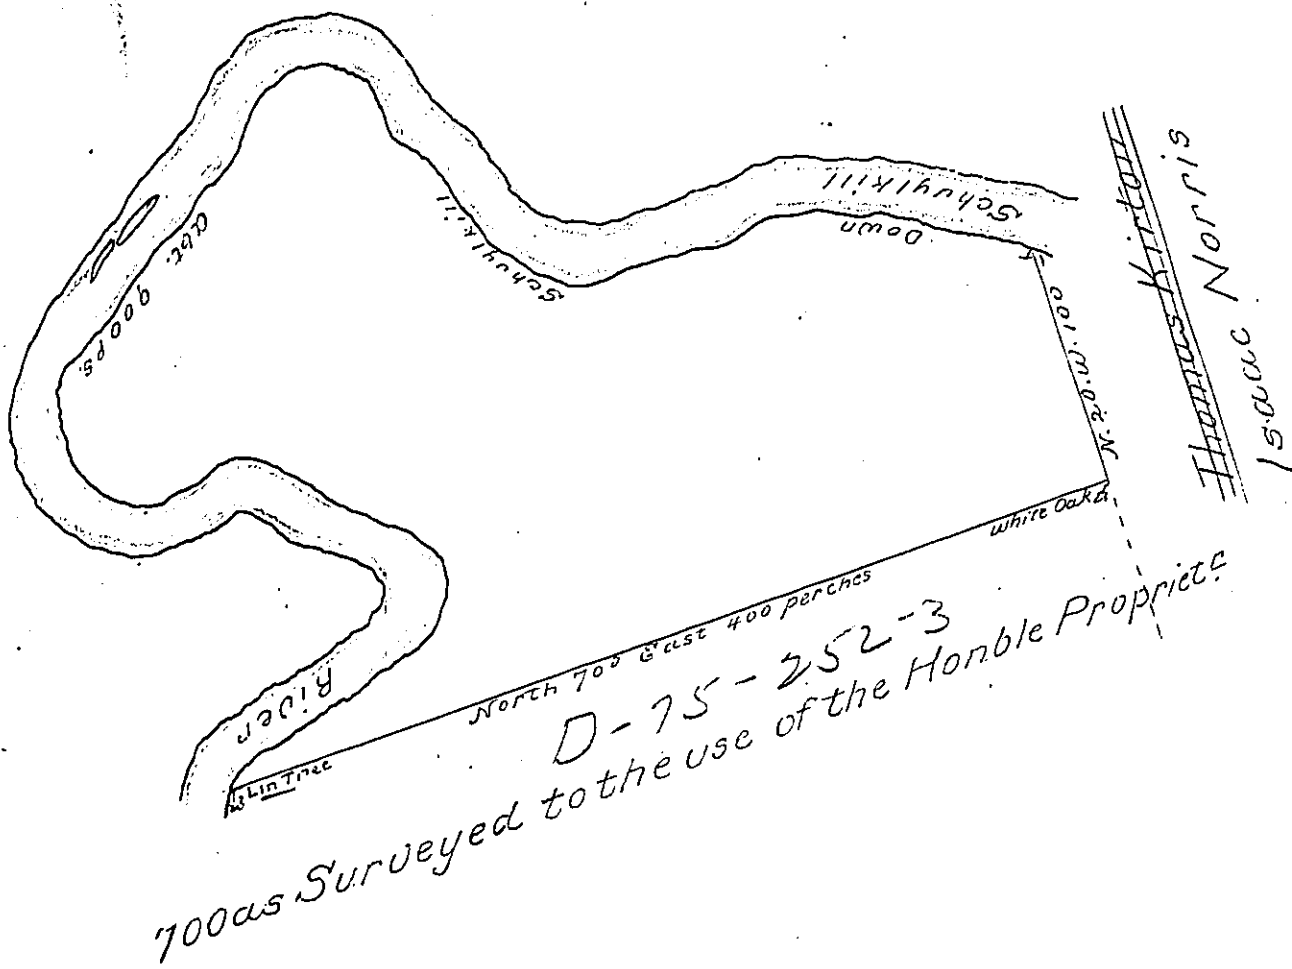 Thomas Kirton
Isaac Norris
Down Schuylkill
Schuylkill
abt. 900 ps.
River
N. 20. W. 100
White Oak
North 70° East 400 perches
Lin Tree
D-75-252-3
700as Surveyed to the use of the Honble Propriets